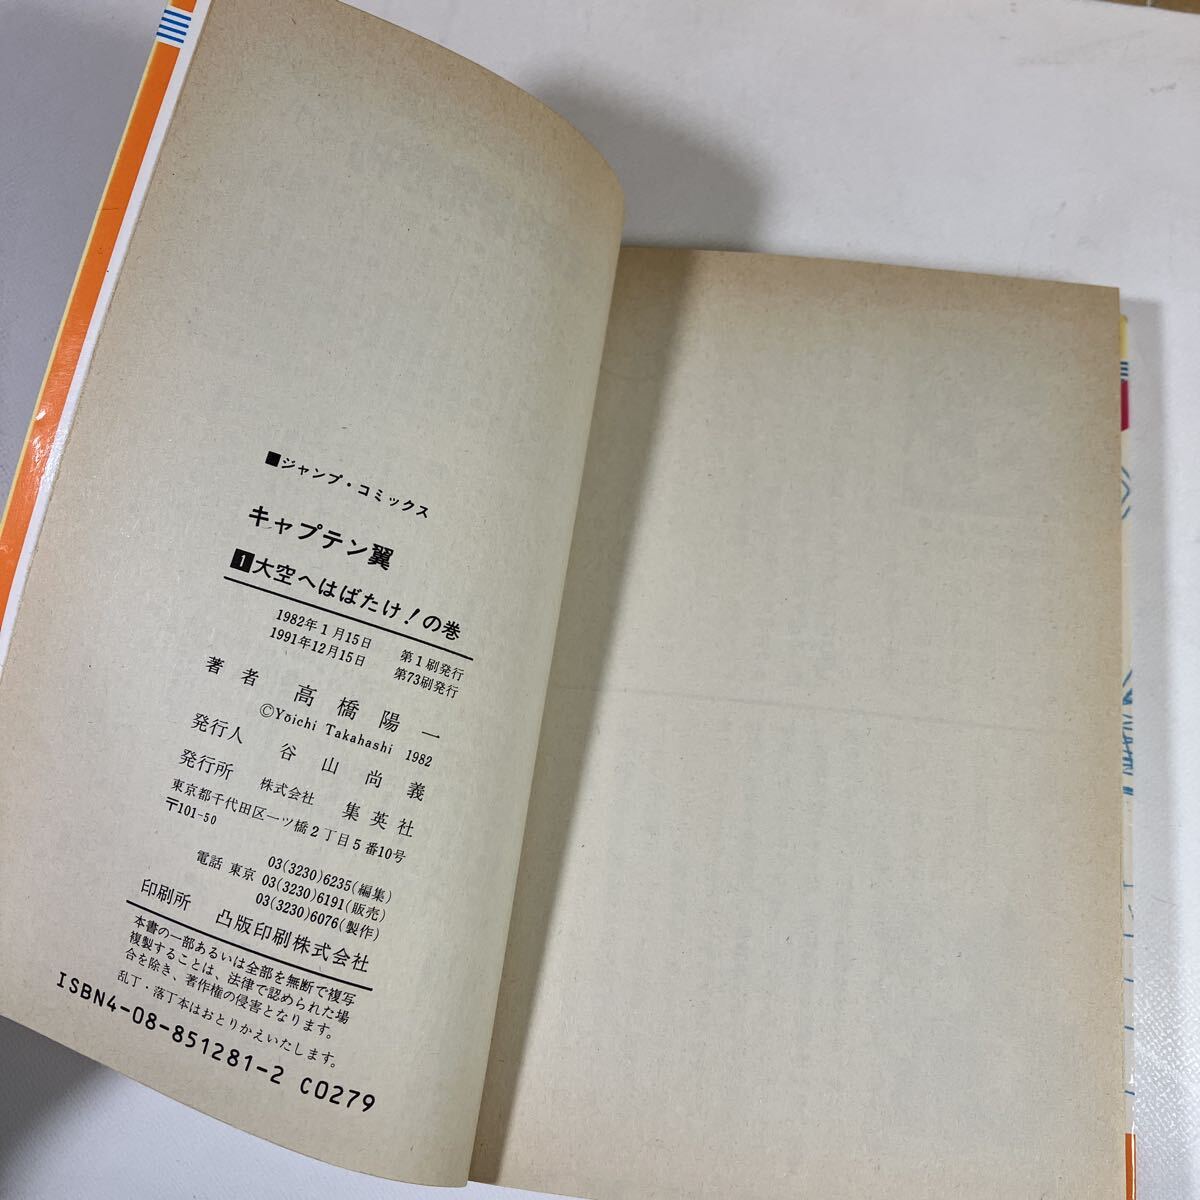 ■ジャンプ・コミックス
キャプテン翼
1大空へはばたけ!の巻
1982年1月15日 第1刷発行
1991年12月15日 第73刷発行
著者 高橋陽一
©Yōichi Takahashi 1982
発行人 谷山尚義
発行所 株式会社 集英社
東京都千代田区一ツ橋2丁目5番10号
〒101-50
03(3230)6235(編集)
電話 東京 03(3230)6191(販売)
03(3230)6076(製作)
印刷所 凸版印刷株式会社
本書の一部あるいは全部を無断で複写
複製することは、法律で認められた場
合を除き、著作権の侵害となります。
乱丁・落丁本はおとりかえいたします。
ISBN4-08-851281-2 C0279